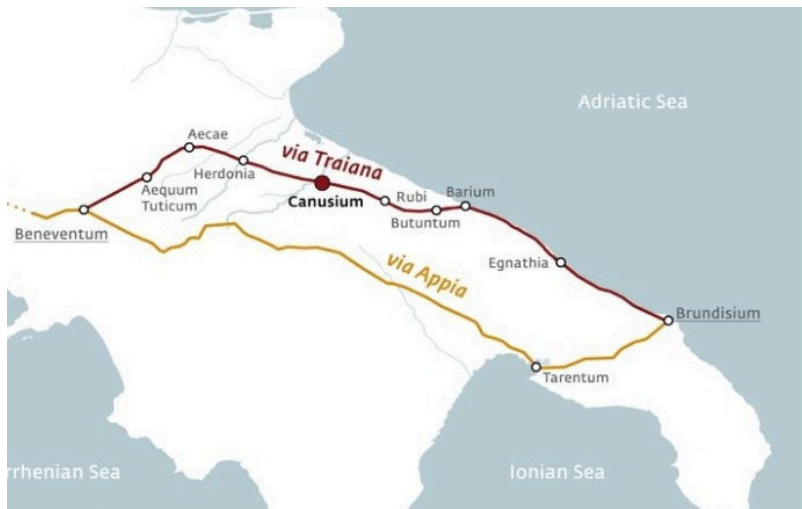 Adriatic Sea
Aecae
via Traiana
Herdonia
Aequum
Tuticum
Canusium
Rubi
Barium
Butuntum
Beneventum
via Appia
Egnathia
Brundisium
Tarentum
rrhenian Sea
Ionian Sea